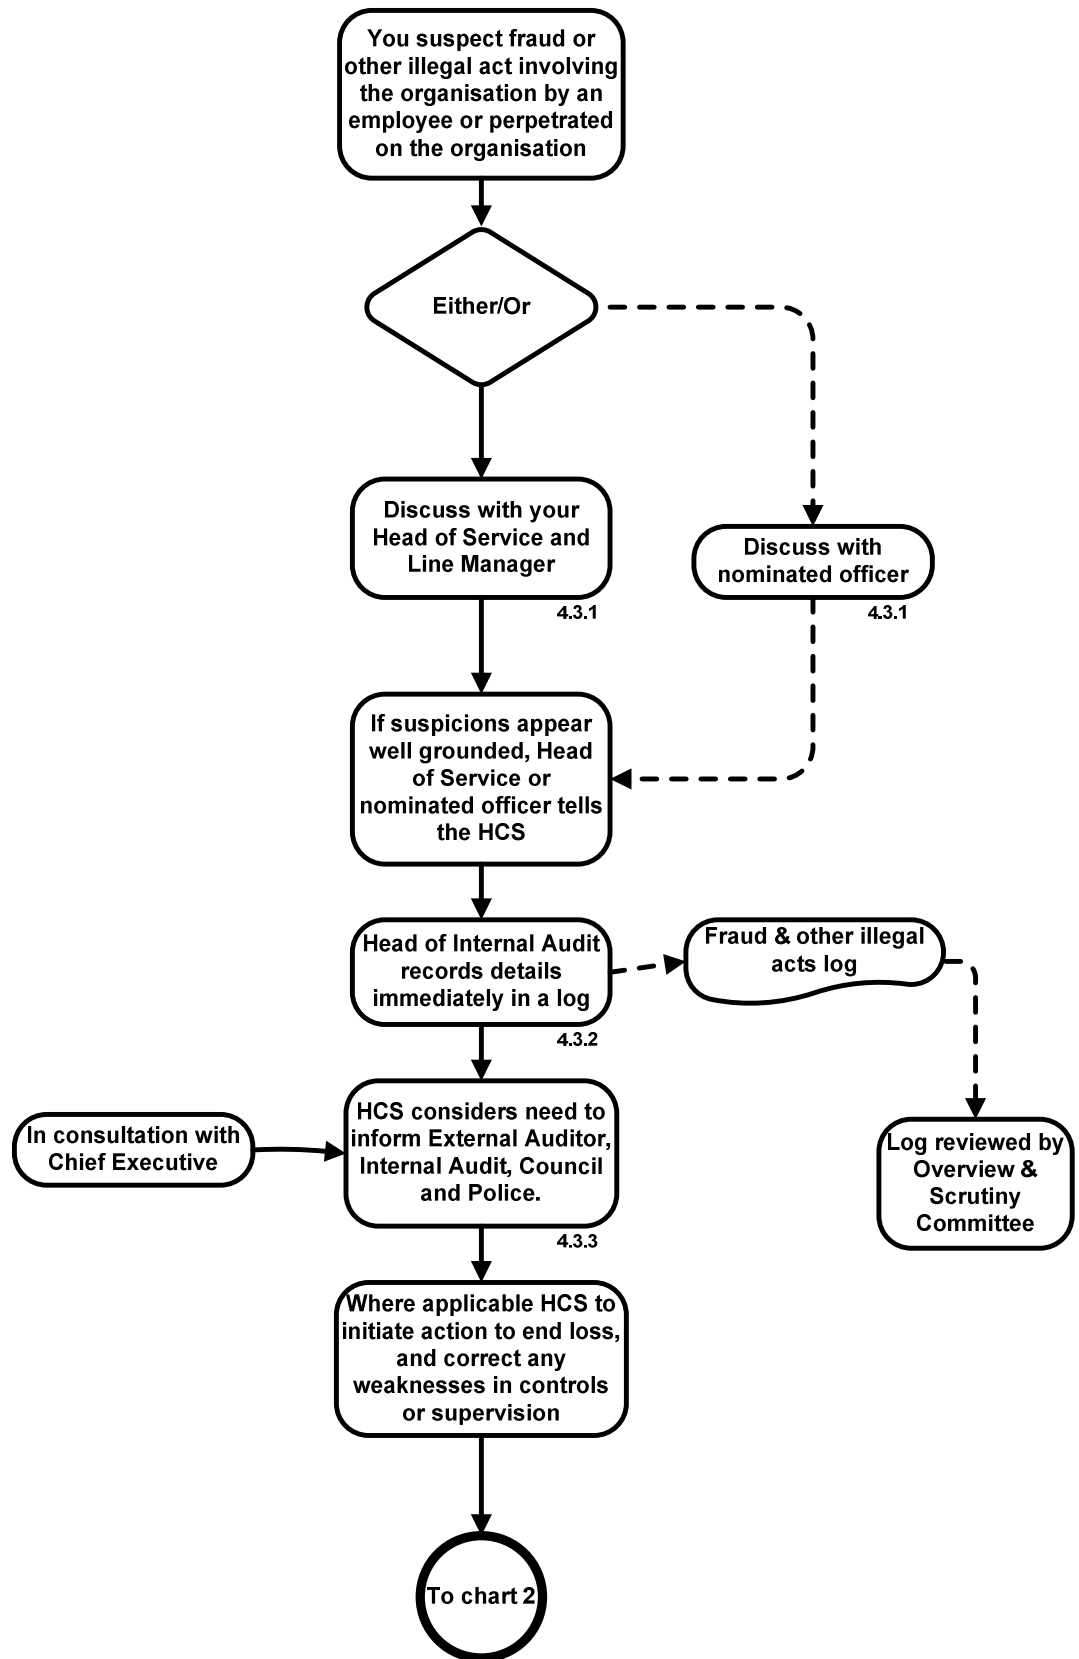 You suspect fraud or
other illegal act involving
the organisation by an
employee or perpetrated
on the organisation
Either/Or
Discuss with your
Head of Service and
Line Manager
4.3.1
Discuss with
nominated officer
4.3.1
If suspicions appear
well grounded, Head
of Service or
nominated officer tells
the HCS
Head of Internal Audit
records details
immediately in a log
4.3.2
Fraud & other illegal
acts log
In consultation with
Chief Executive
HCS considers need to
inform External Auditor,
Internal Audit, Council
and Police.
4.3.3
Log reviewed by
Overview &
Scrutiny
Committee
Where applicable HCS to
initiate action to end loss,
and correct any
weaknesses in controls
or supervision
To chart 2